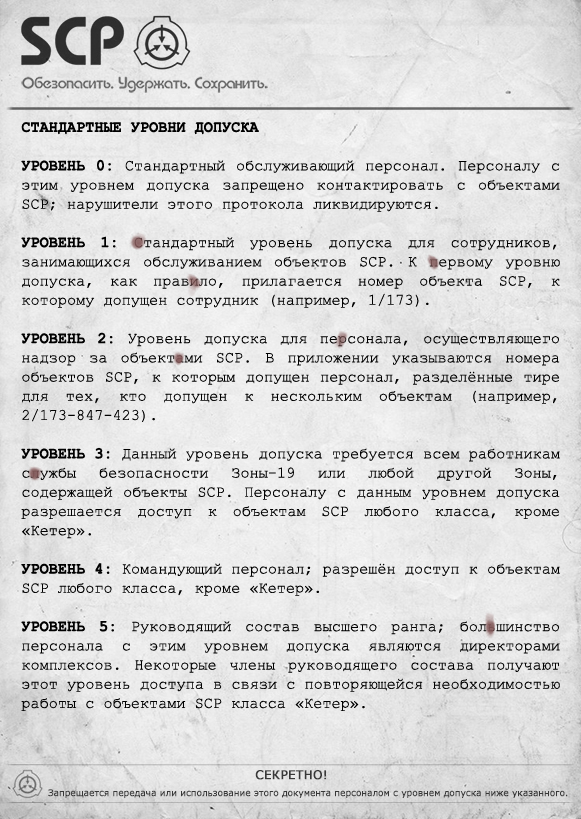 SCP
Обезопасить. Удержать. Сохранить.
СТАНДАРТНЫЕ УРОВНИ ДОПУСКА
УРОВЕНЬ 0: Стандартный обслуживающий персонал. Персоналу с
этим уровнем допуска запрещено контактировать с объектами
SCP; нарушители этого протокола ликвидируются.
УРОВЕНЬ 1: Стандартный уровень допуска для сотрудников,
занимающихся обслуживанием объектов SCP. К первому уровню
допуска, как правило, прилагается номер объекта SCP, к
которому допущен сотрудник (например, 1/173).
УРОВЕНЬ 2: Уровень допуска для персонала, осуществляющего
надзор за объектами SCP. В приложении указываются номера
объектов SCP, к которым допущен персонал, разделённые тире
для тех, кто допущен к нескольким объектам (например,
2/173-847-423).
УРОВЕНЬ 3: Данный уровень допуска требуется всем работникам
службы безопасности Зоны-19 или любой другой Зоны,
содержащей объекты SCP. Персоналу с данным уровнем допуска
разрешается доступ к объектам SCP любого класса, кроме
«Кетер».
УРОВЕНЬ 4: Командующий персонал; разрешён доступ к объектам
SCP любого класса, кроме «Кетер».
УРОВЕНЬ 5: Руководящий состав высшего ранга; большинство
персонала с этим уровнем допуска являются директорами
комплексов. Некоторые члены руководящего состава получают
этот уровень доступа в связи с повторяющейся необходимостью
работы с объектами SCP класса «Кетер».
СЕКРЕТНО!
Запрещается передача или использование этого документа персоналом с уровнем допуска ниже указанного.